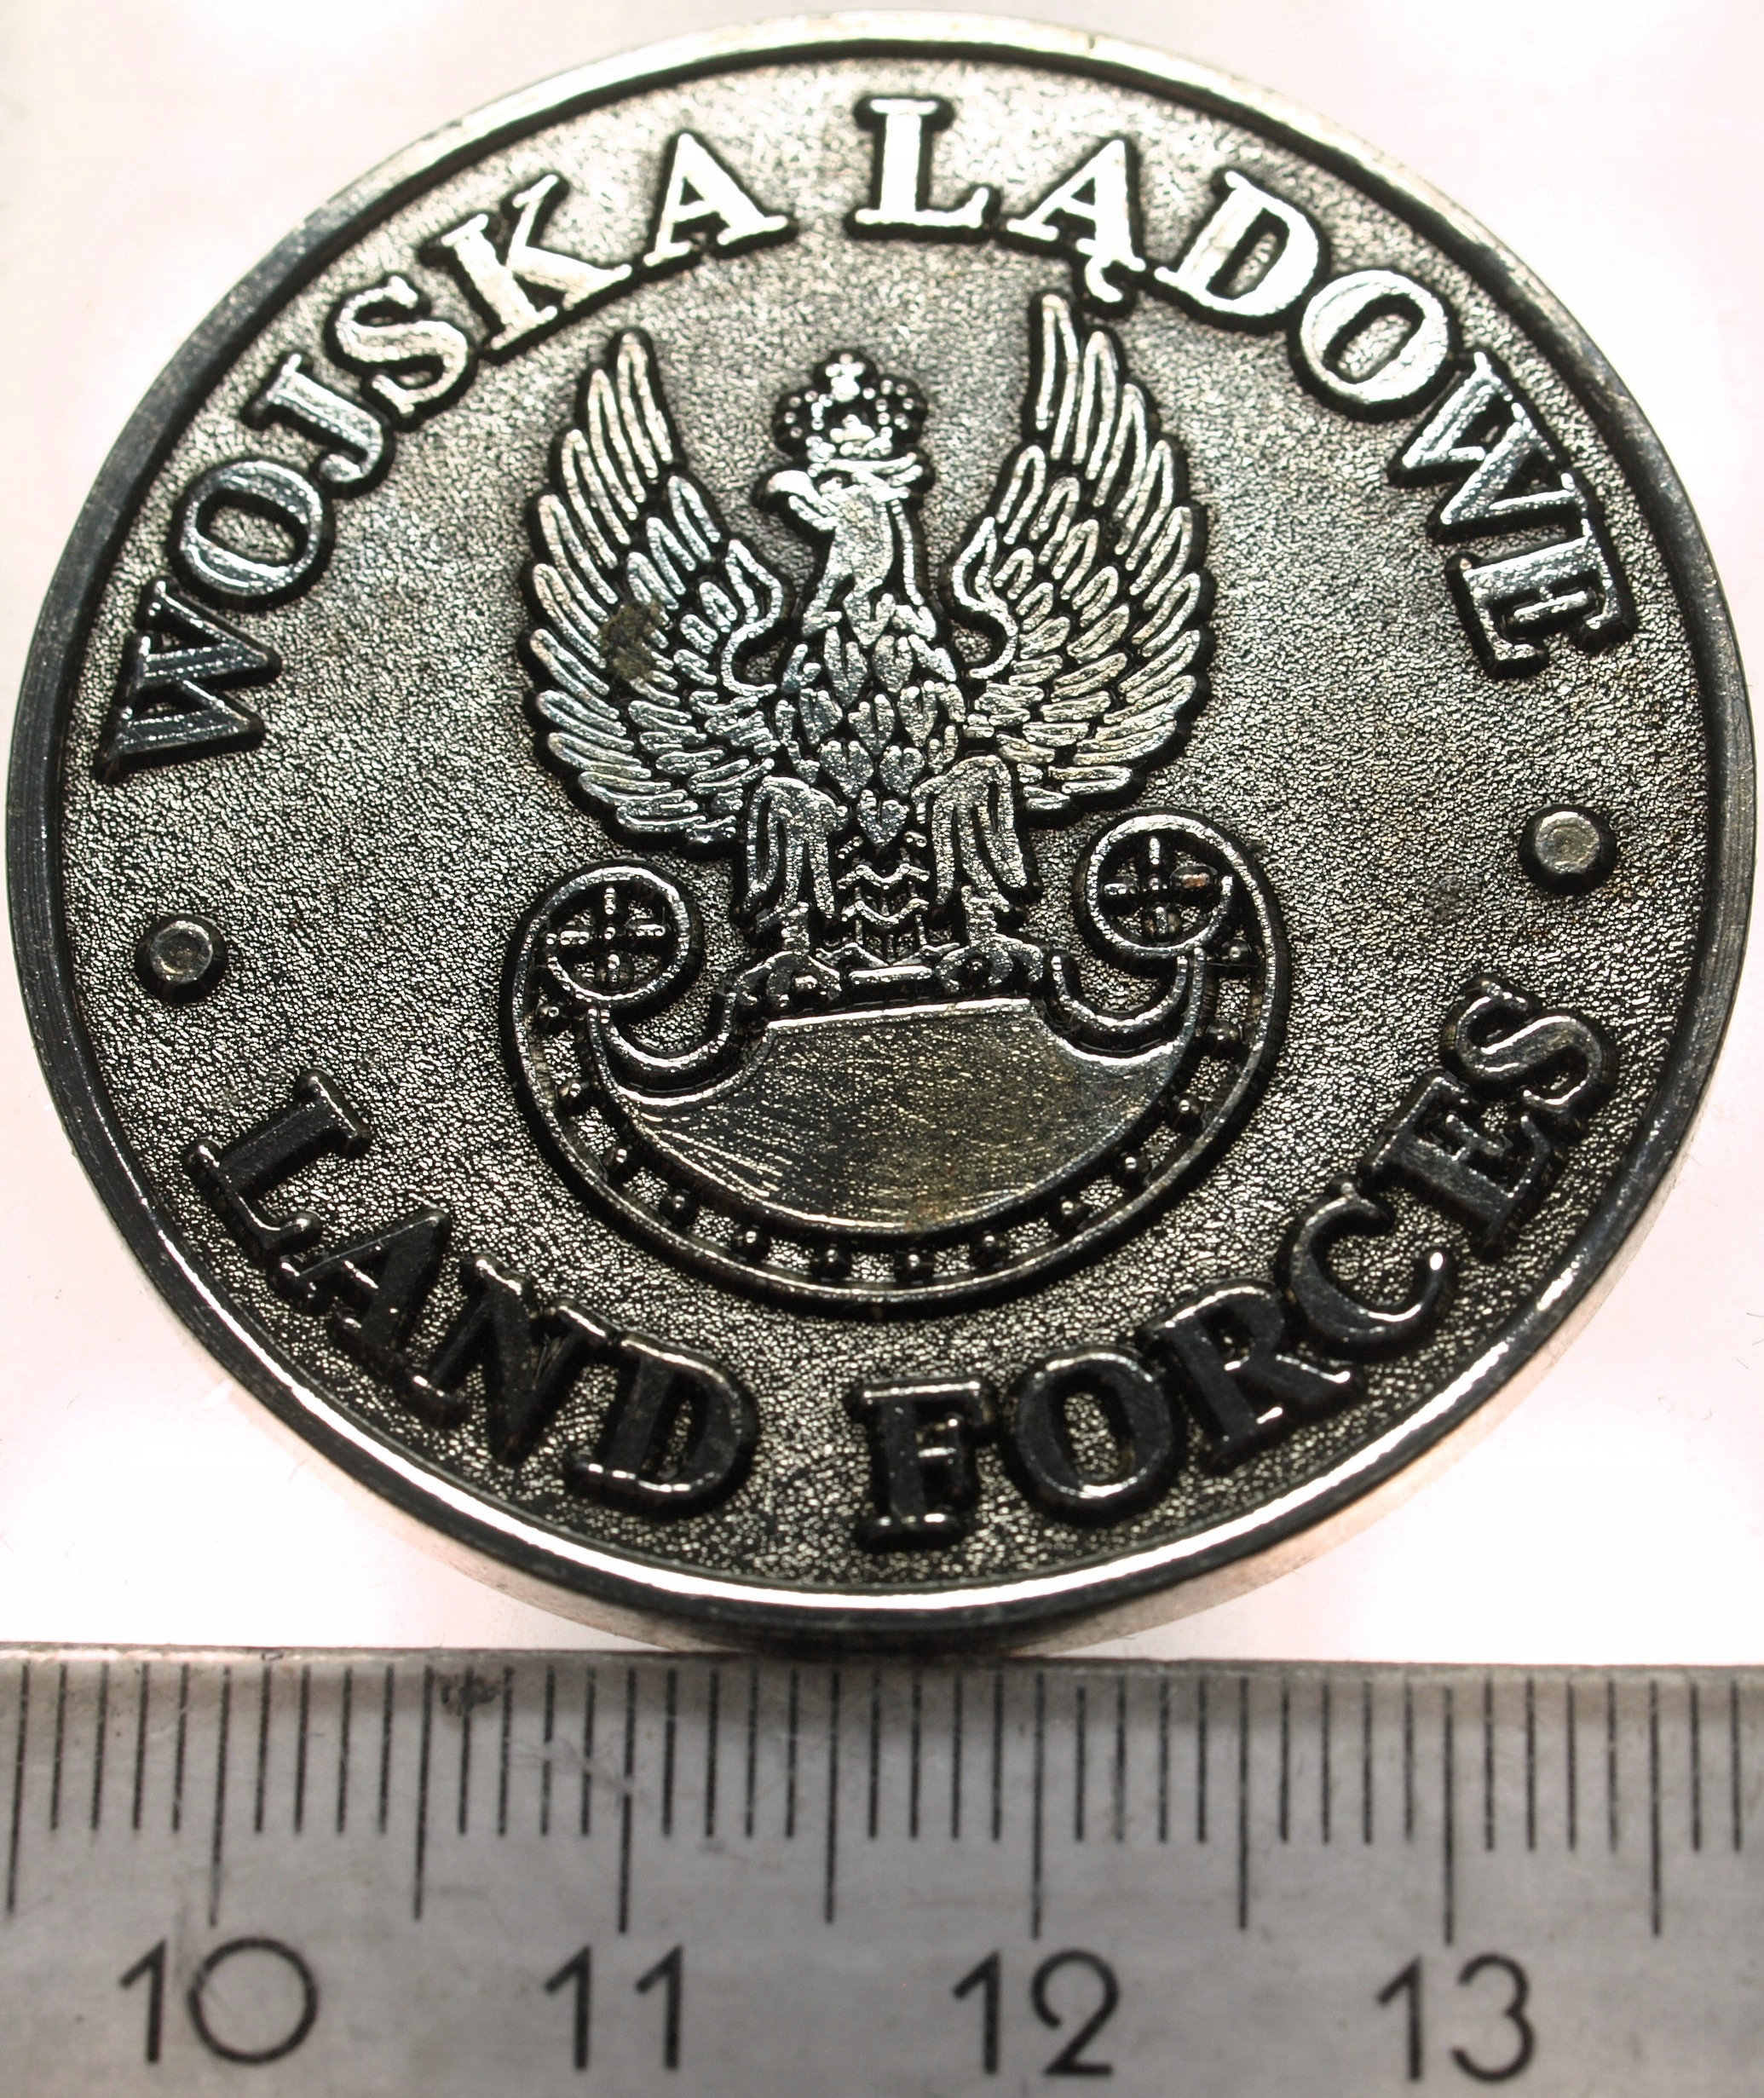 WOJSKA LĄDOWE
LAND FORCES
10 11 12 13